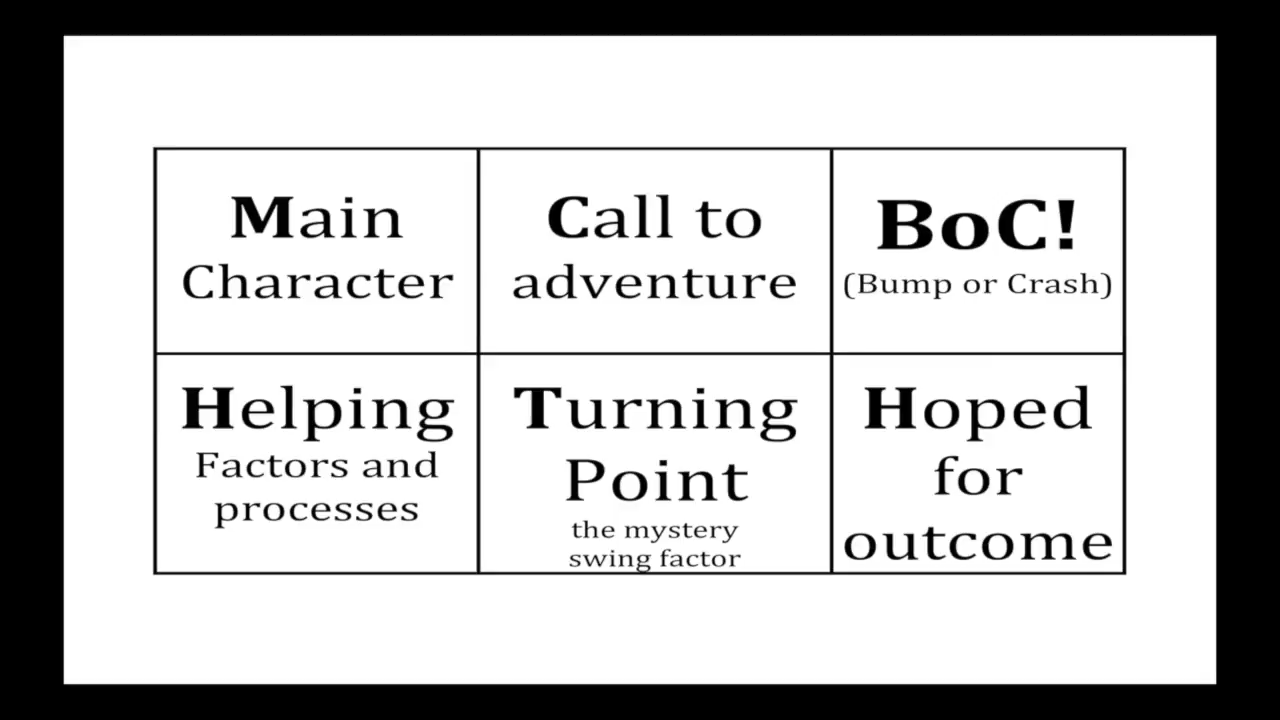 Main
Character
Call to
adventure
BoC!
(Bump or Crash)
Helping
Factors and
processes
Turning
Point
the mystery
swing factor
Hoped
for
outcome